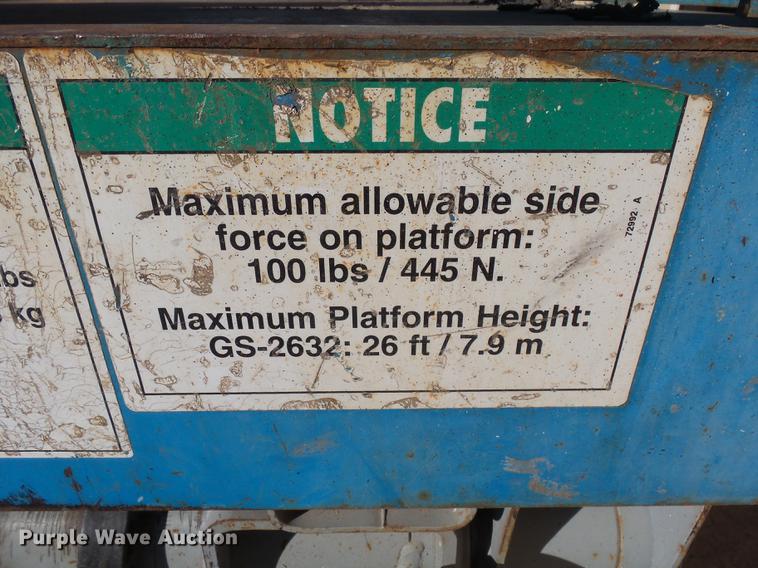 NOTICE
Maximum allowable side
force on platform:
100 lbs / 445 N.
Maximum Platform Height:
GS-2632: 26 ft / 7.9 m
72992 A
kg
Purple Wave Auction